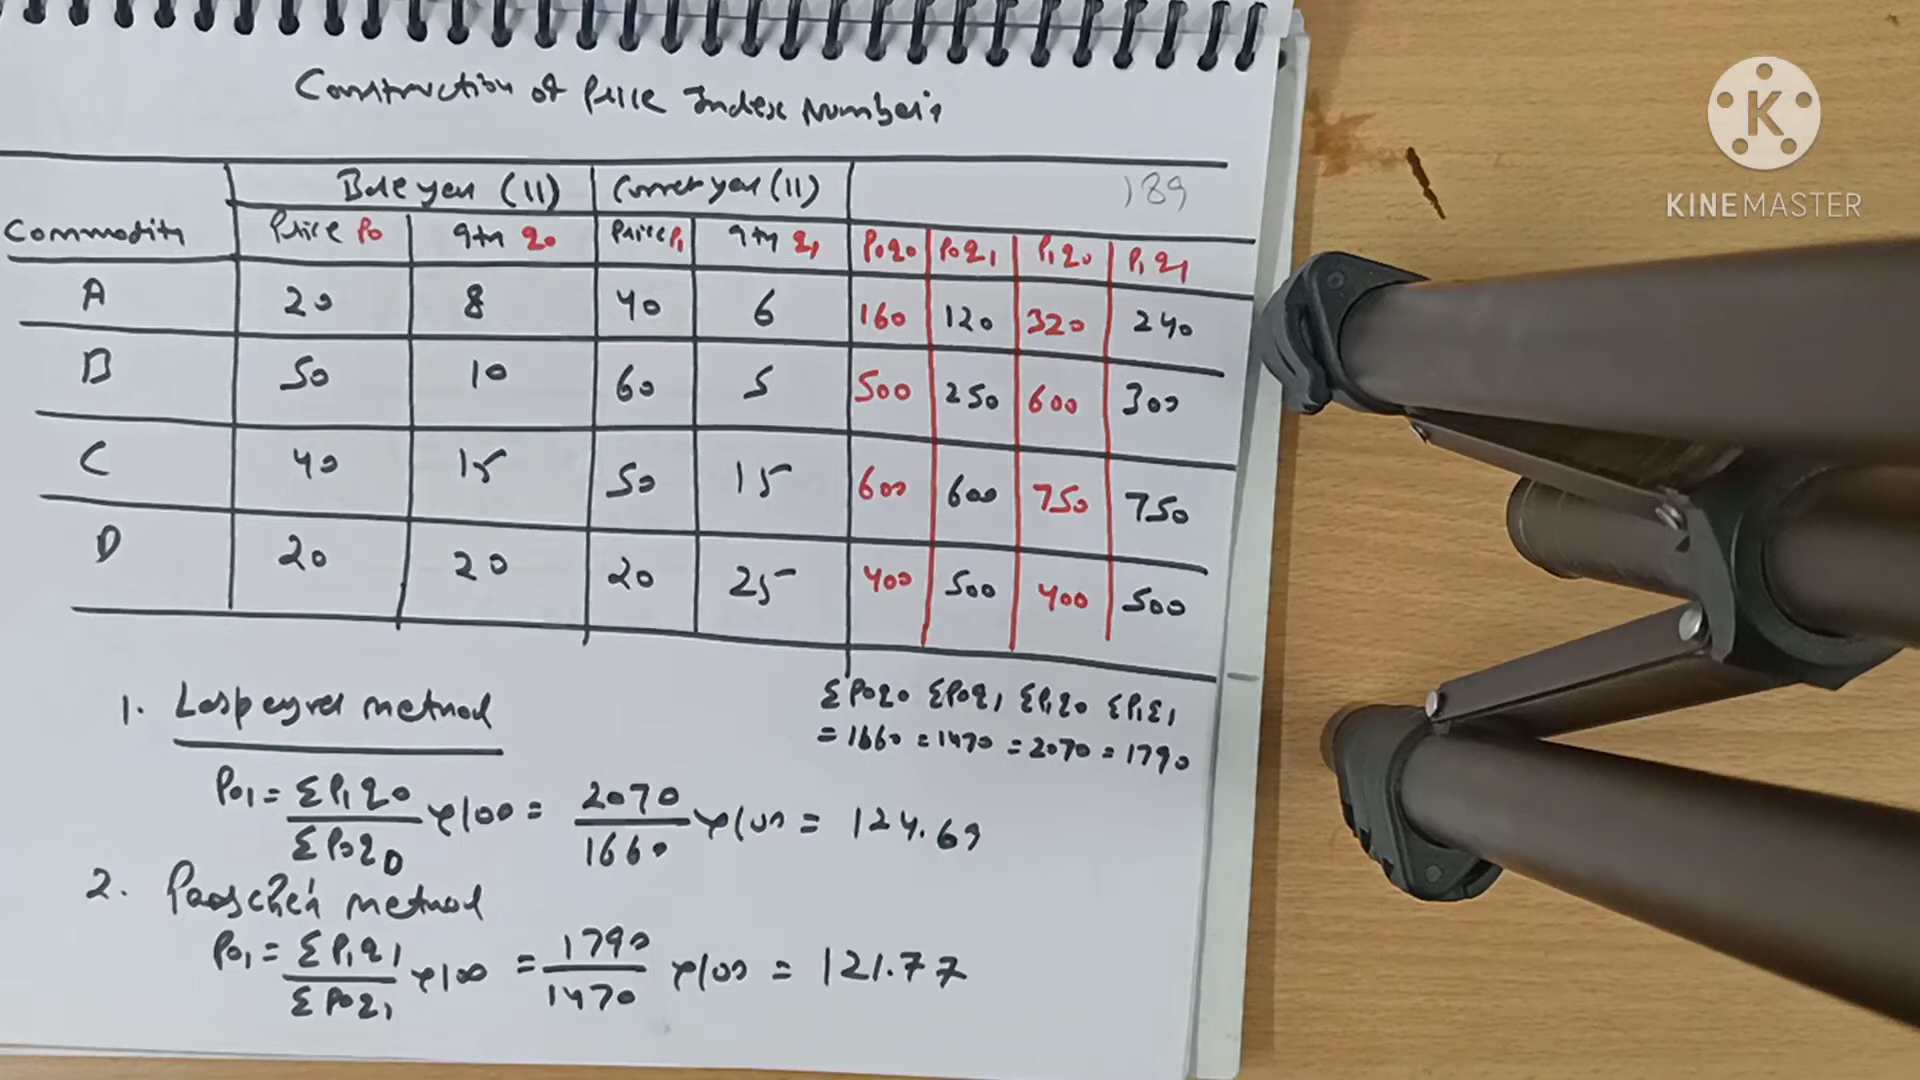 Construction of Price Index Numbers
Base year (11) Current year (11) 189
Commodity Price P0 qty q0 Price P1 qty q1 P0q0 P0q1 P1q0 P1q1
A 20 8 40 6 160 120 320 240
B 50 10 60 5 500 250 600 300
C 40 15 50 15 600 600 750 750
D 20 20 20 25 400 500 400 500
ΣP0q0 ΣP0q1 ΣP1q0 ΣP1q1
=1660 =1470 =2070 =1790
1. Laspeyres method
P01 = ΣP1q0 / ΣP0q0 × 100 = 2070 / 1660 × 100 = 124.69
2. Paasche's method
P01 = ΣP1q1 / ΣP0q1 × 100 = 1790 / 1470 × 100 = 121.77
K
KINEMASTER